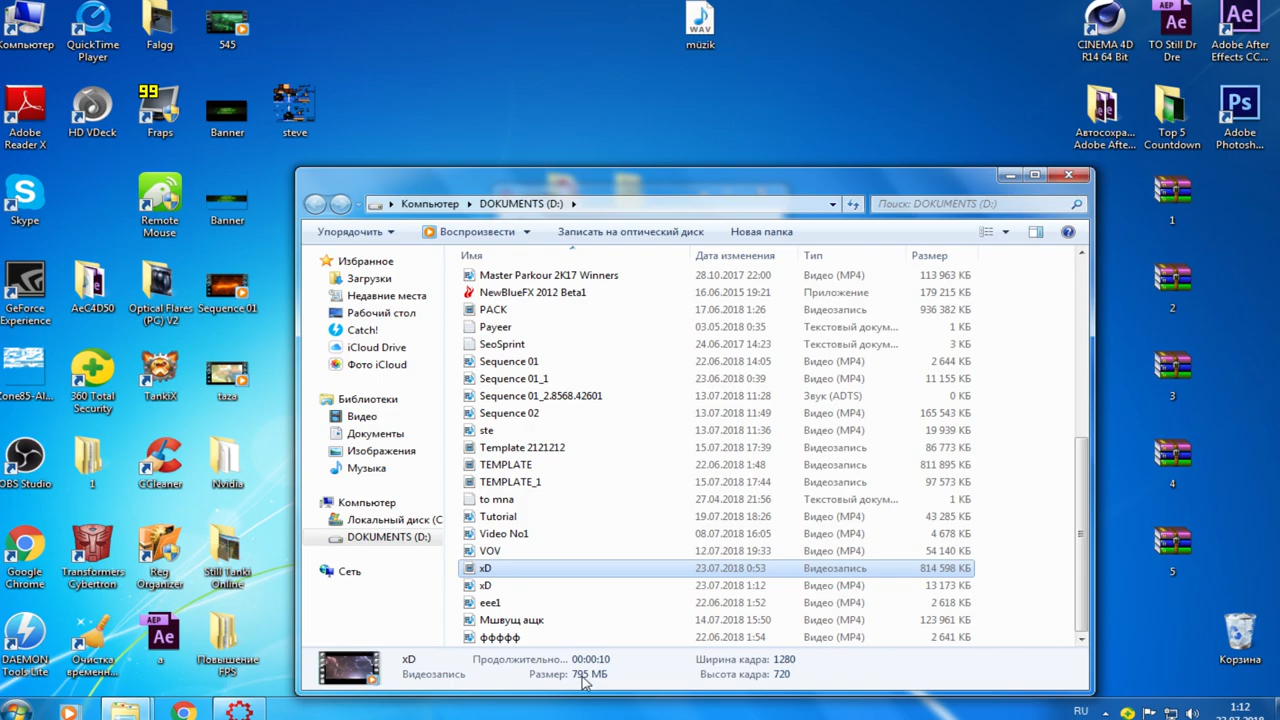 Компьютер
QuickTime Player
Falgg
545
WAV
müzik
CINEMA 4D R14 64 Bit
AEP
TO Still Dr Dre
Adobe After Effects CC...
Adobe Reader X
HD VDeck
99
Fraps
Banner
steve
Автосохра... Adobe Afte...
Top 5 Countdown
Adobe Photosh...
Skype
Remote Mouse
Banner
1
GeForce Experience
AeC4D50
Optical Flares (PC) V2
Sequence 01
2
360 Total Security
TankiX
taza
3
OBS Studio
1
CCleaner
Nvidia
4
Google Chrome
Transformers Cybertron
Reg Organizer
Still Tanki Online
5
DAEMON Tools Lite
Очистка временн...
AEP
a
Повышение FPS
Корзина
Компьютер
DOKUMENTS (D:)
Поиск: DOKUMENTS (D:)
Упорядочить
Воспроизвести
Записать на оптический диск
Новая папка
Избранное
Загрузки
Недавние места
Рабочий стол
Catch!
iCloud Drive
Фото iCloud
Библиотеки
Видео
Документы
Изображения
Музыка
Компьютер
Локальный диск (C
DOKUMENTS (D:)
Сеть
Имя Дата изменения Тип Размер
Master Parkour 2K17 Winners 28.10.2017 22:00 Видео (MP4) 113 963 КБ
NewBlueFX 2012 Beta1 16.06.2015 19:21 Приложение 179 215 КБ
PACK 17.06.2018 1:26 Видеозапись 936 382 КБ
Payeer 03.05.2018 0:35 Текстовый докум... 1 КБ
SeoSprint 24.06.2017 14:23 Текстовый докум... 3 КБ
Sequence 01 22.06.2018 14:05 Видео (MP4) 2 644 КБ
Sequence 01_1 23.06.2018 0:39 Видео (MP4) 11 155 КБ
Sequence 01_2.8568.42601 13.07.2018 11:28 Звук (ADTS) 0 КБ
Sequence 02 13.07.2018 11:49 Видео (MP4) 165 543 КБ
ste 13.07.2018 11:36 Видео (MP4) 19 939 КБ
Template 2121212 15.07.2018 17:39 Видео (MP4) 86 773 КБ
TEMPLATE 22.06.2018 1:48 Видеозапись 811 895 КБ
TEMPLATE_1 15.07.2018 17:44 Видеозапись 97 573 КБ
to mna 27.04.2018 21:56 Текстовый докум... 1 КБ
Tutorial 19.07.2018 18:26 Видео (MP4) 43 285 КБ
Video No1 08.07.2018 16:05 Видео (MP4) 4 678 КБ
VOV 12.07.2018 19:33 Видео (MP4) 54 140 КБ
xD 23.07.2018 0:53 Видеозапись 814 598 КБ
xD 23.07.2018 1:12 Видео (MP4) 13 173 КБ
eee1 22.06.2018 1:52 Видео (MP4) 2 618 КБ
Мшвущ ащк 14.07.2018 15:50 Видео (MP4) 123 961 КБ
ффффф 22.06.2018 1:54 Видео (MP4) 2 641 КБ
xD Продолжительно... 00:00:10 Ширина кадра: 1280
Видеозапись Размер: 795 МБ Высота кадра: 720
RU
1:12